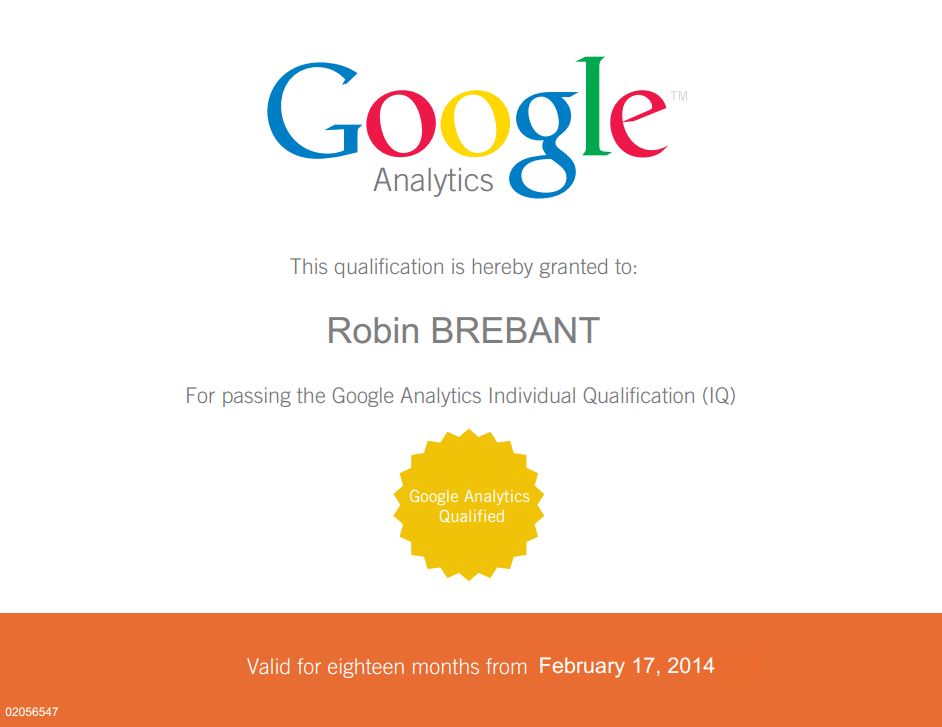 Google™
Analytics
This qualification is hereby granted to:
Robin BREBANT
For passing the Google Analytics Individual Qualification (IQ)
Google Analytics
Qualified
Valid for eighteen months from February 17, 2014
02056547